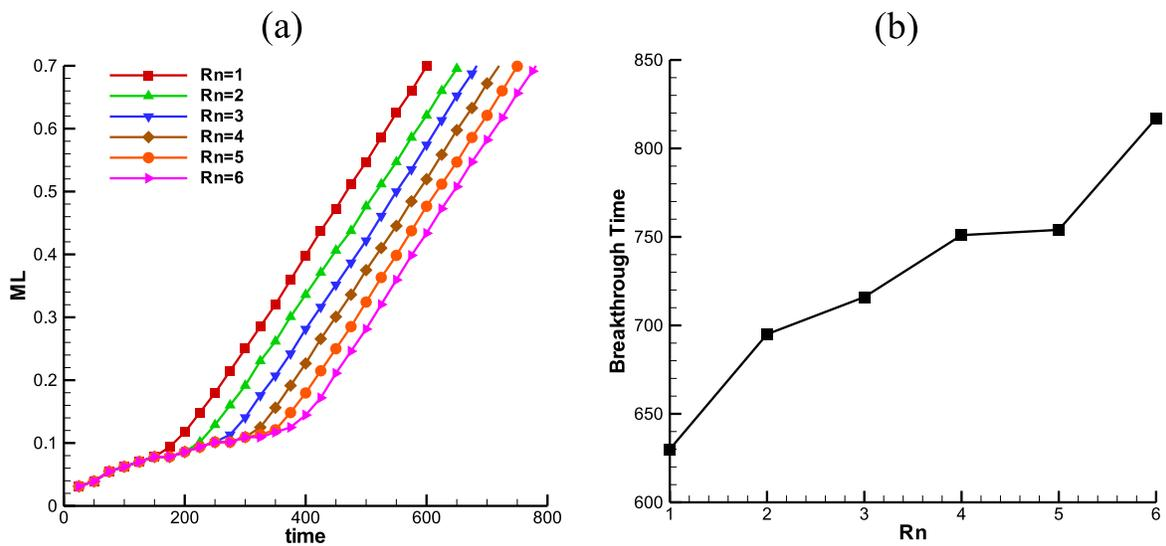 (a)
0.7
0.6
0.5
0.4
0.3
0.2
0.1
0
ML
Rn=1
Rn=2
Rn=3
Rn=4
Rn=5
Rn=6
0 200 400 600 800
time
(b)
850
800
750
700
650
600
Breakthrough Time
1 2 3 4 5 6
Rn